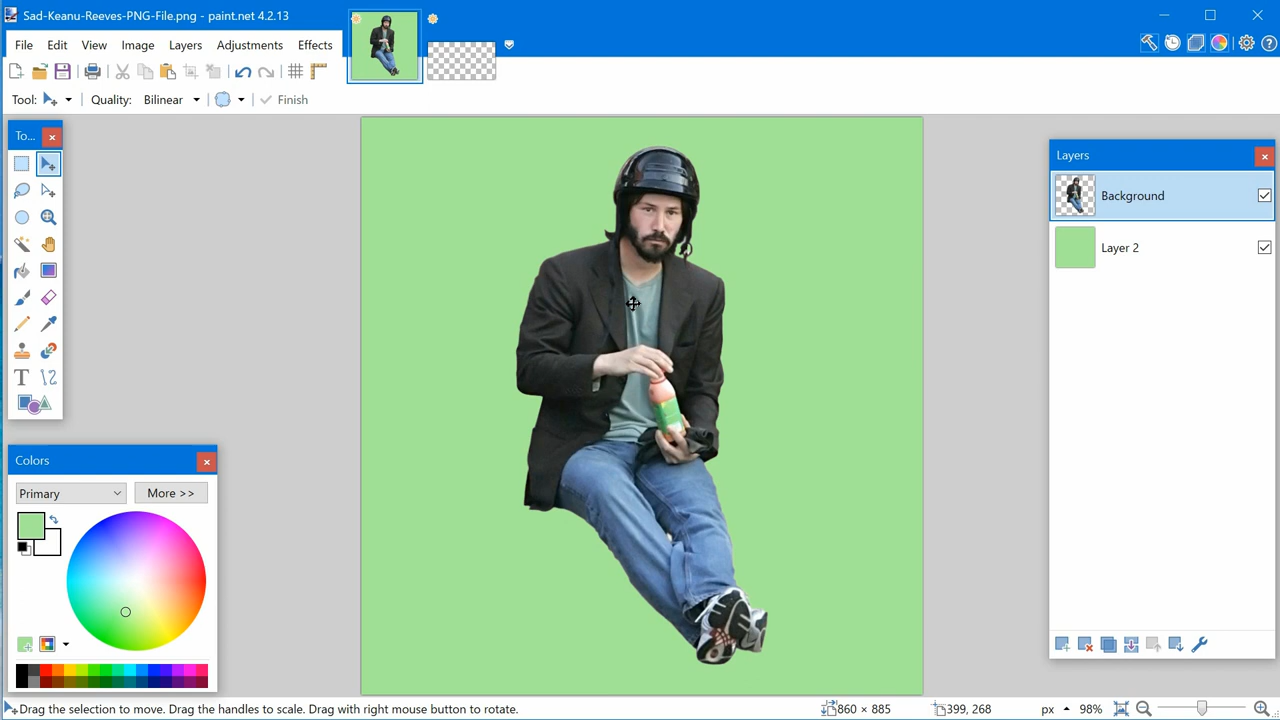 Sad-Keanu-Reeves-PNG-File.png - paint.net 4.2.13
File Edit View Image Layers Adjustments Effects
Tool: Quality: Bilinear Finish
To...
Layers
Background
Layer 2
Colors
Primary More >>
Drag the selection to move. Drag the handles to scale. Drag with right mouse button to rotate. 860 × 885 399, 268 px 98%